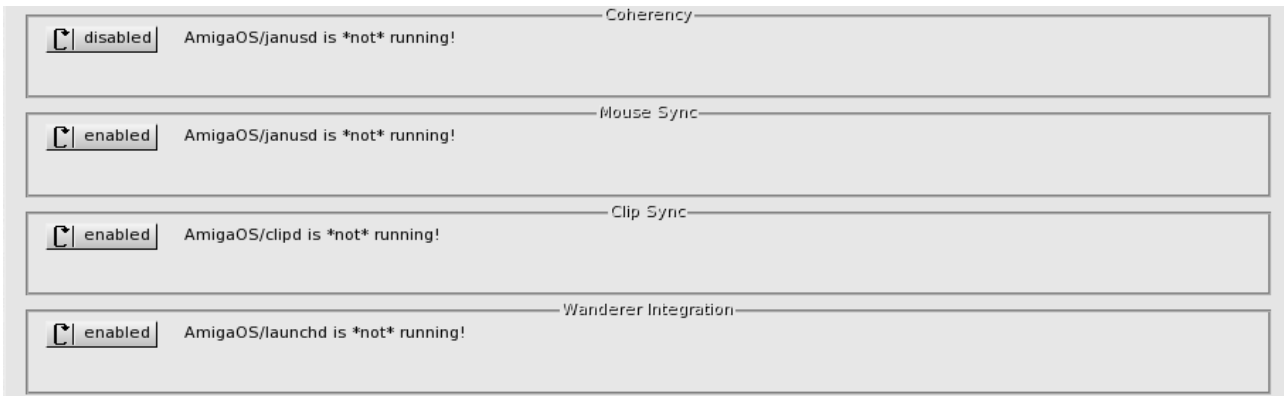 Coherency
disabled AmigaOS/janusd is *not* running!
Mouse Sync
enabled AmigaOS/janusd is *not* running!
Clip Sync
enabled AmigaOS/clipd is *not* running!
Wanderer Integration
enabled AmigaOS/launchd is *not* running!